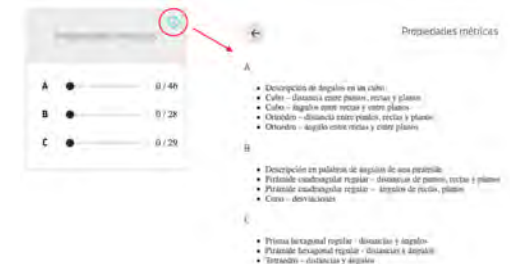 Propiedades métricas
A 0 / 46
B 0 / 28
C 0 / 29
Propiedades métricas
A
• Descripción de ángulos en un cubo
• Cubo – distancia entre puntos, rectas y planos
• Cubo – ángulo entre rectas y entre planos
• Ortoedro – distancia entre puntos, rectas y planos
• Ortoedro – ángulo entre rectas y entre planos
B
• Descripción en palabras de ángulos de una pirámide
• Pirámide cuadrangular regular – distancias de puntos, rectas y planos
• Pirámide cuadrangular regular – ángulos de rectas, planos
• Cono – desviaciones
C
• Prisma hexagonal regular - distancias y ángulos
• Pirámide hexagonal regular - distancias y ángulos
• Tetraedro – distancias y ángulos